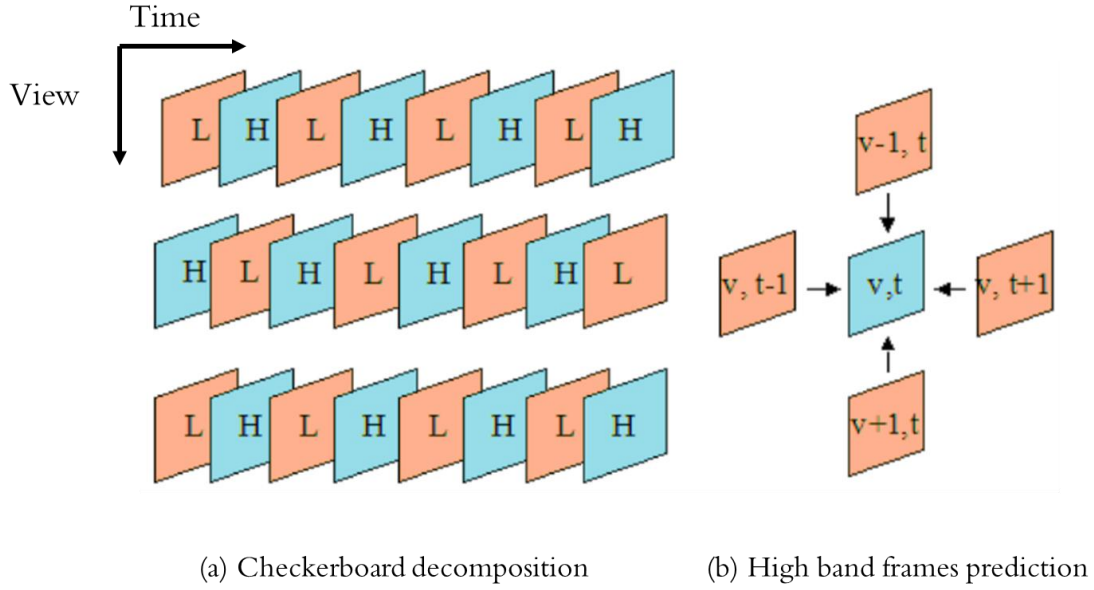 Time
View
L H L H L H L H
H L H L H L H L
L H L H L H L H
v-1, t
v, t-1 v,t v, t+1
v+1,t
(a) Checkerboard decomposition (b) High band frames prediction